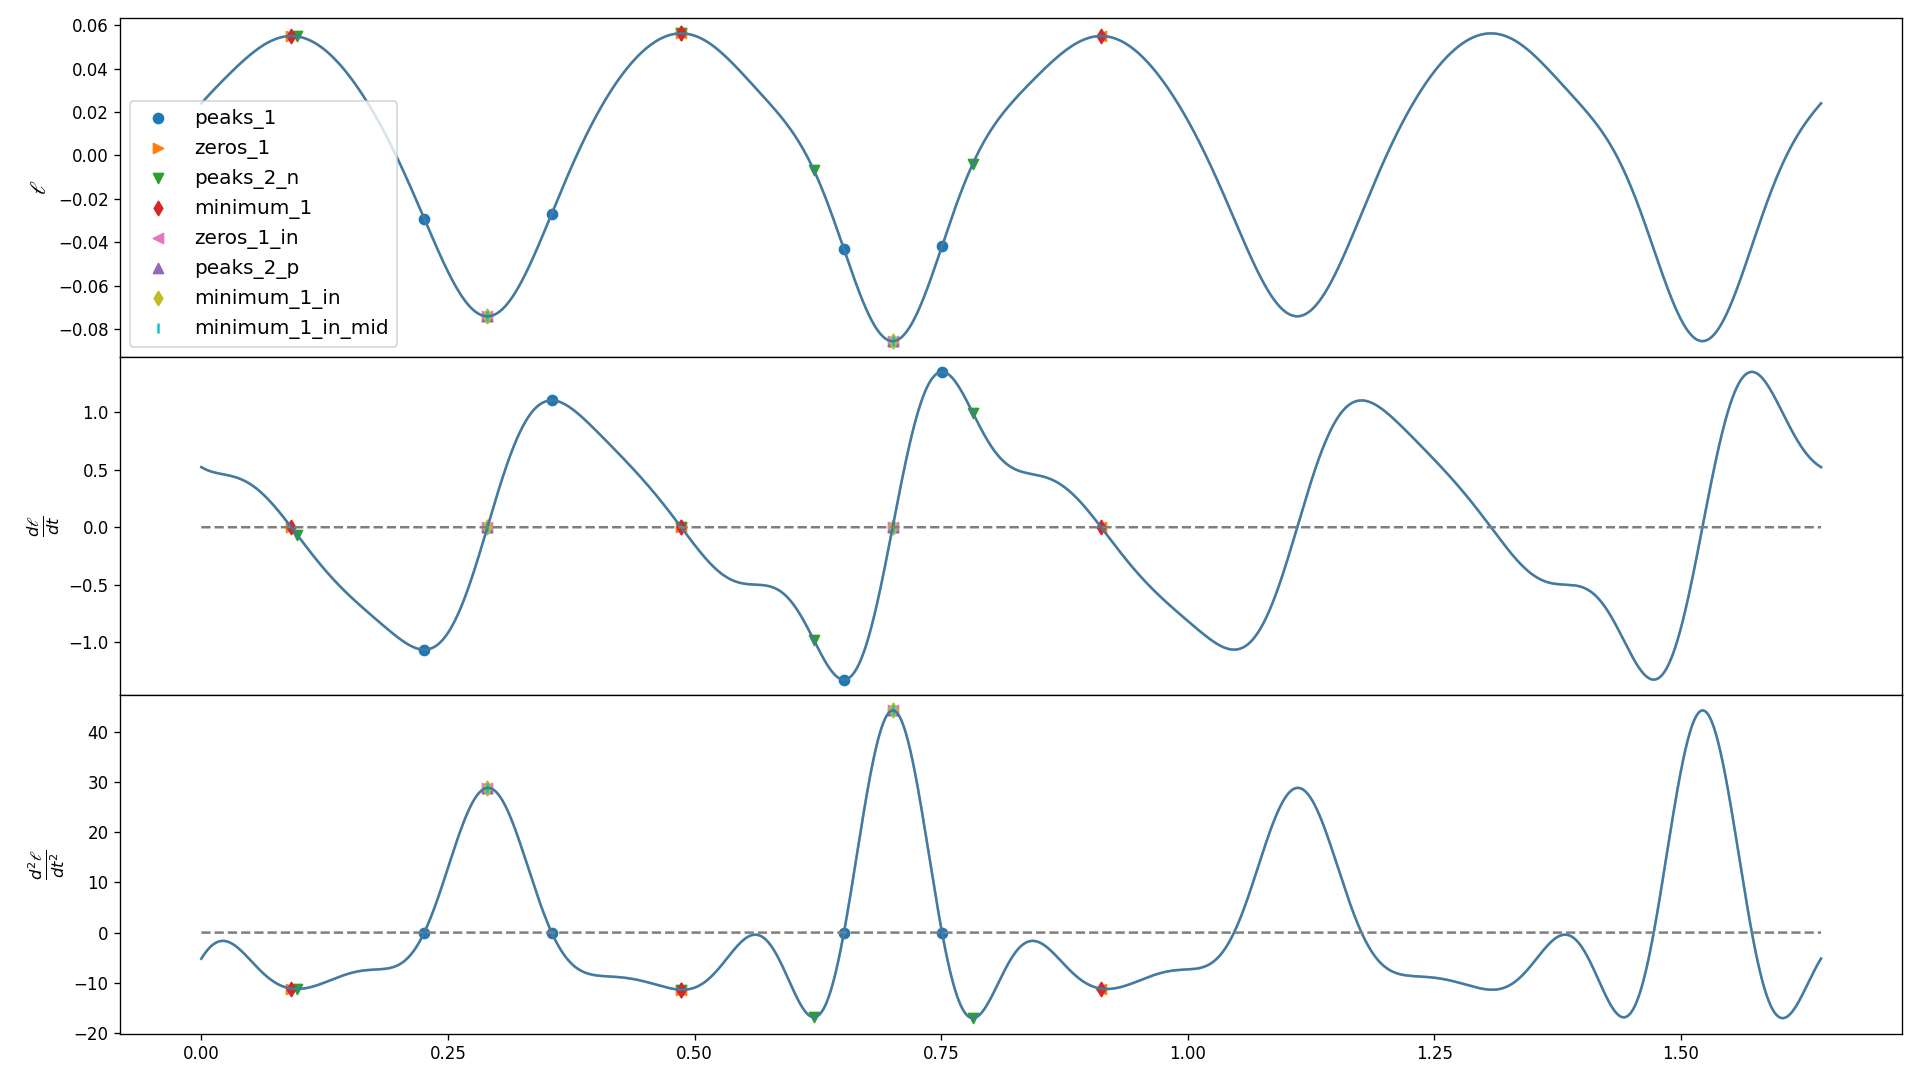 0.06
0.04
0.02
0.00
−0.02
−0.04
−0.06
−0.08
ℓ
peaks_1
zeros_1
peaks_2_n
minimum_1
zeros_1_in
peaks_2_p
minimum_1_in
minimum_1_in_mid
1.0
0.5
0.0
−0.5
−1.0
dℓ
dt
40
30
20
10
0
−10
−20
d²ℓ
dt²
0.00 0.25 0.50 0.75 1.00 1.25 1.50